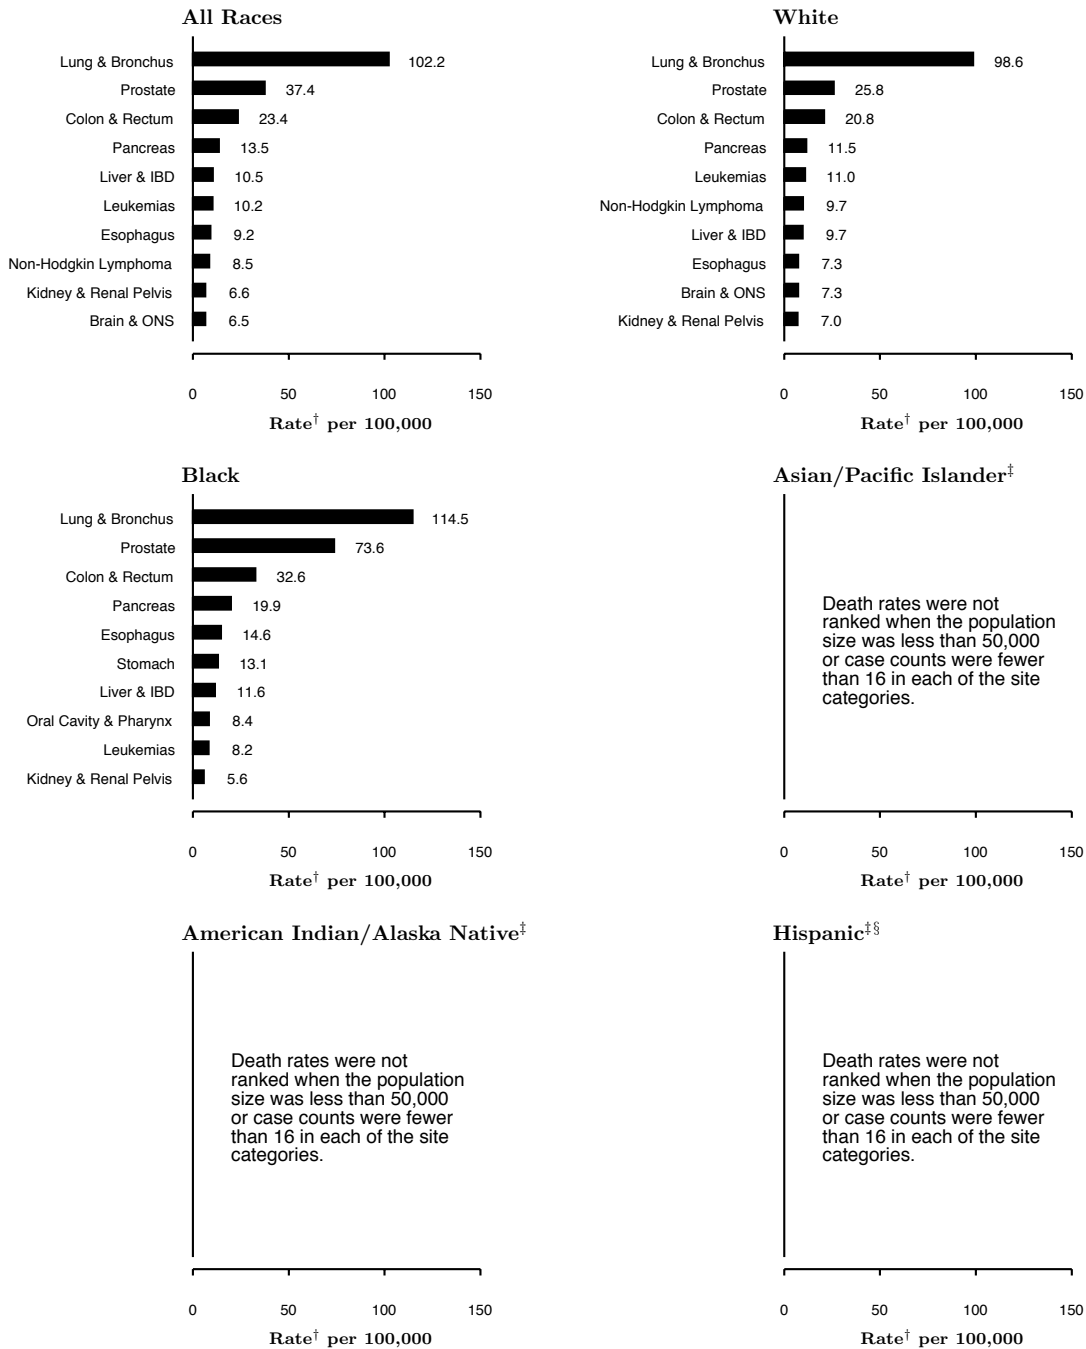 All Races
Lung & Bronchus 102.2
Prostate 37.4
Colon & Rectum 23.4
Pancreas 13.5
Liver & IBD 10.5
Leukemias 10.2
Esophagus 9.2
Non-Hodgkin Lymphoma 8.5
Kidney & Renal Pelvis 6.6
Brain & ONS 6.5
0 50 100 150
Rate† per 100,000
White
Lung & Bronchus 98.6
Prostate 25.8
Colon & Rectum 20.8
Pancreas 11.5
Leukemias 11.0
Non-Hodgkin Lymphoma 9.7
Liver & IBD 9.7
Esophagus 7.3
Brain & ONS 7.3
Kidney & Renal Pelvis 7.0
0 50 100 150
Rate† per 100,000
Black
Lung & Bronchus 114.5
Prostate 73.6
Colon & Rectum 32.6
Pancreas 19.9
Esophagus 14.6
Stomach 13.1
Liver & IBD 11.6
Oral Cavity & Pharynx 8.4
Leukemias 8.2
Kidney & Renal Pelvis 5.6
0 50 100 150
Rate† per 100,000
Asian/Pacific Islander‡
Death rates were not
ranked when the population
size was less than 50,000
or case counts were fewer
than 16 in each of the site
categories.
0 50 100 150
Rate† per 100,000
American Indian/Alaska Native‡
Death rates were not
ranked when the population
size was less than 50,000
or case counts were fewer
than 16 in each of the site
categories.
0 50 100 150
Rate† per 100,000
Hispanic‡§
Death rates were not
ranked when the population
size was less than 50,000
or case counts were fewer
than 16 in each of the site
categories.
0 50 100 150
Rate† per 100,000